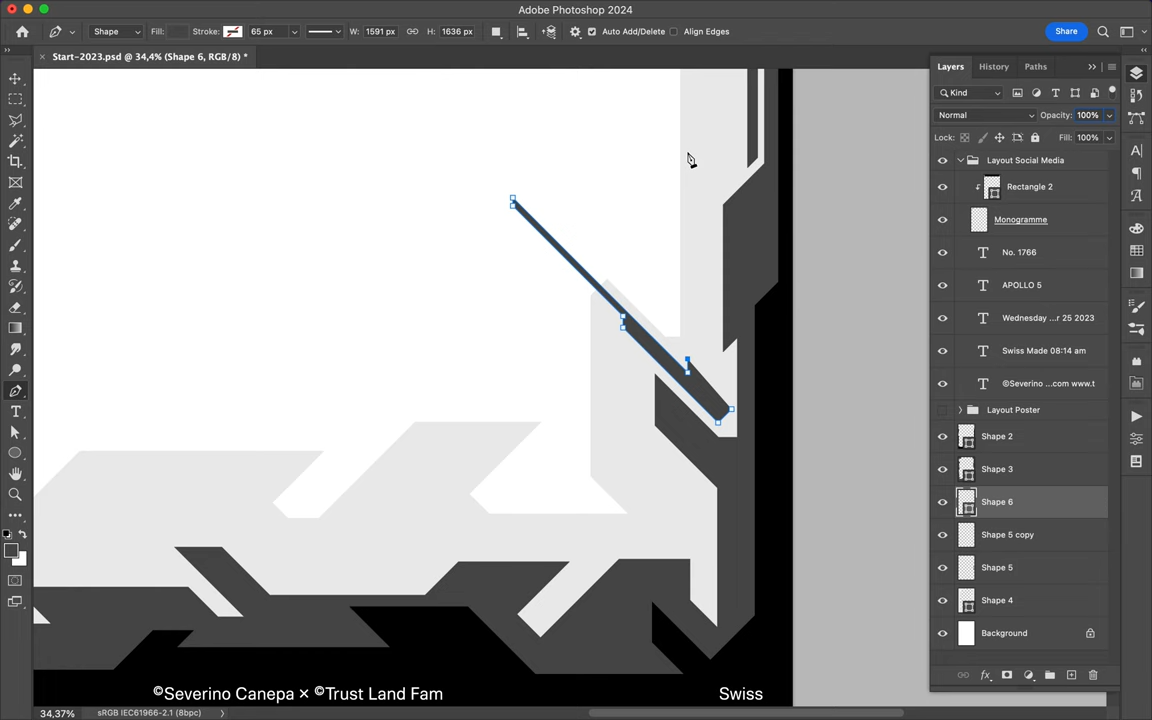 Adobe Photoshop 2024
Shape
Fill:
Stroke:
65 px
W:
1591 px
H:
1636 px
Auto Add/Delete
Align Edges
Share
Start-2023.psd @ 34,4% (Shape 6, RGB/8) *
Layers
History
Paths
Kind
Normal
Opacity:
100%
Lock:
Fill:
100%
Layout Social Media
Rectangle 2
Monogramme
No. 1766
APOLLO 5
Wednesday ...r 25 2023
Swiss Made 08:14 am
©Severino ...com www.t
Layout Poster
Shape 2
Shape 3
Shape 6
Shape 5 copy
Shape 5
Shape 4
Background
©Severino Canepa × ©Trust Land Fam
Swiss
34,37%
sRGB IEC61966-2.1 (8bpc)